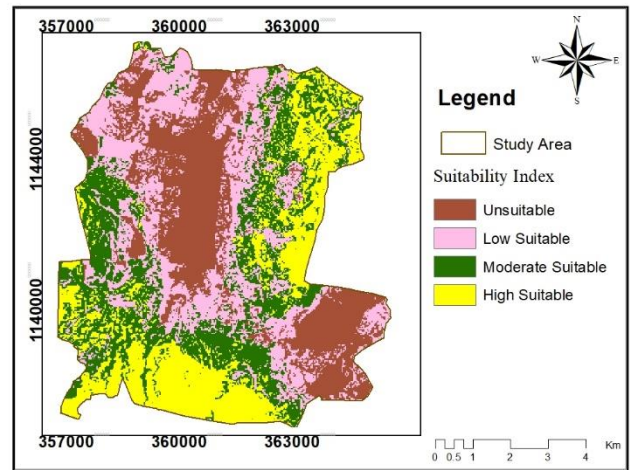 357000 360000 363000
N
W E
S
1144000
1140000
Legend
Study Area
Suitability Index
Unsuitable
Low Suitable
Moderate Suitable
High Suitable
357000 360000 363000
Km
0 0.5 1 2 3 4